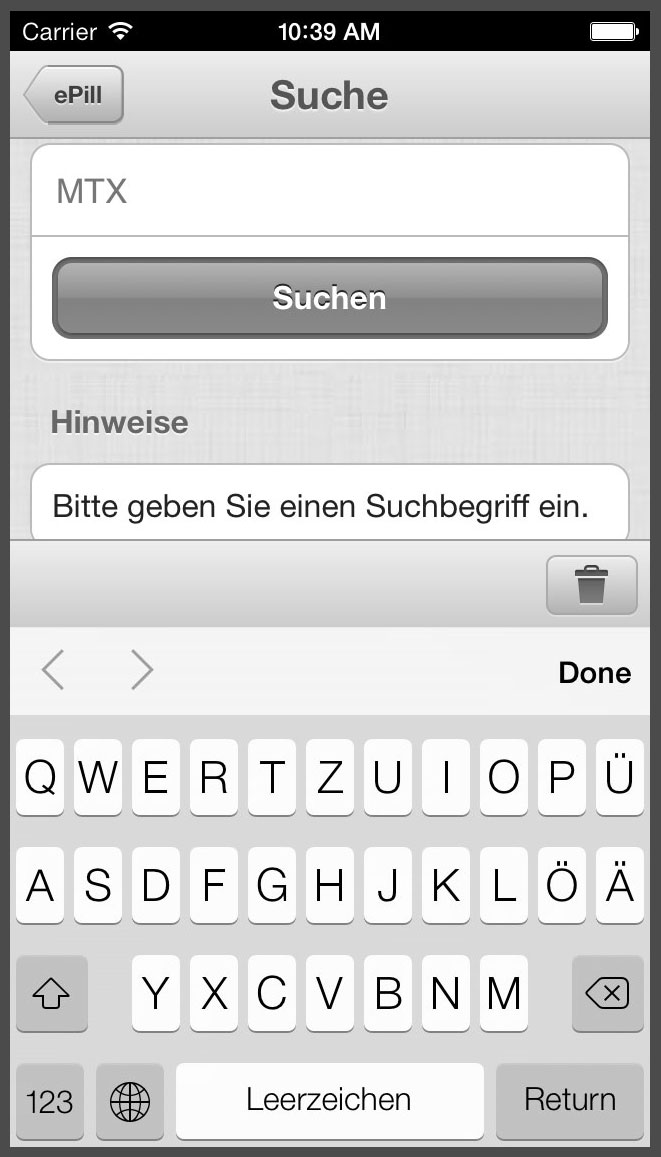 Carrier 10:39 AM
ePill Suche
MTX
Suchen
Hinweise
Bitte geben Sie einen Suchbegriff ein.
Done
Q W E R T Z U I O P Ü
A S D F G H J K L Ö Ä
Y X C V B N M
123 Leerzeichen Return